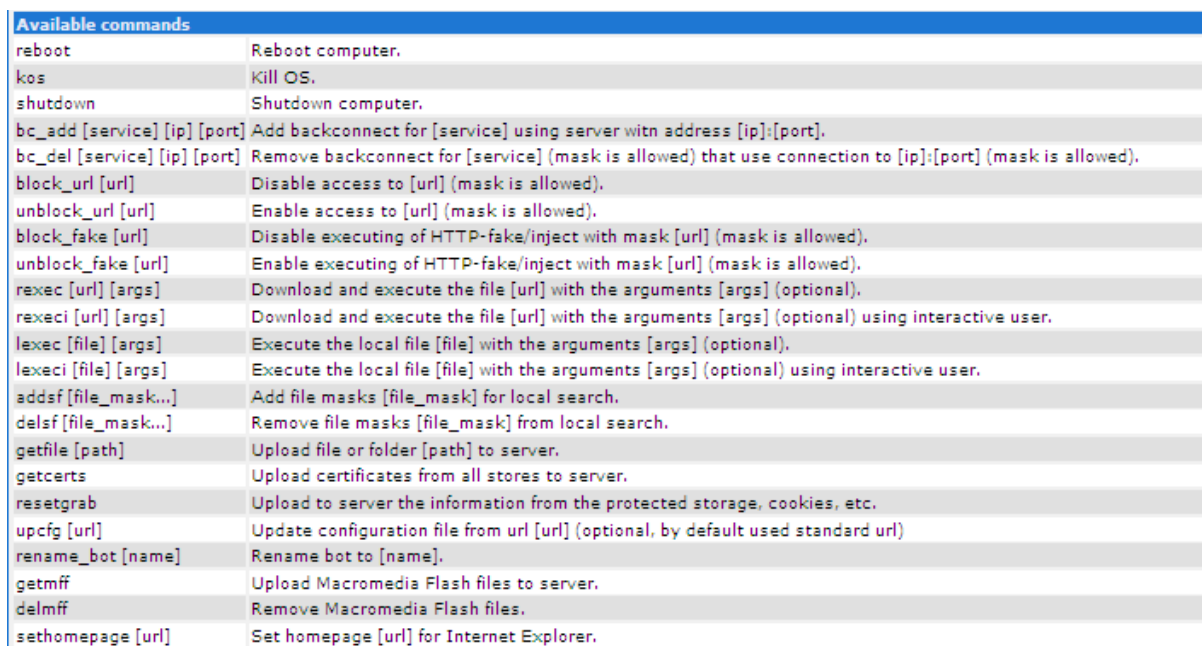 Available commands
reboot Reboot computer.
kos Kill OS.
shutdown Shutdown computer.
bc_add [service] [ip] [port] Add backconnect for [service] using server witn address [ip]:[port].
bc_del [service] [ip] [port] Remove backconnect for [service] (mask is allowed) that use connection to [ip]:[port] (mask is allowed).
block_url [url] Disable access to [url] (mask is allowed).
unblock_url [url] Enable access to [url] (mask is allowed).
block_fake [url] Disable executing of HTTP-fake/inject with mask [url] (mask is allowed).
unblock_fake [url] Enable executing of HTTP-fake/inject with mask [url] (mask is allowed).
rexec [url] [args] Download and execute the file [url] with the arguments [args] (optional).
rexeci [url] [args] Download and execute the file [url] with the arguments [args] (optional) using interactive user.
lexec [file] [args] Execute the local file [file] with the arguments [args] (optional).
lexeci [file] [args] Execute the local file [file] with the arguments [args] (optional) using interactive user.
addsf [file_mask...] Add file masks [file_mask] for local search.
delsf [file_mask...] Remove file masks [file_mask] from local search.
getfile [path] Upload file or folder [path] to server.
getcerts Upload certificates from all stores to server.
resetgrab Upload to server the information from the protected storage, cookies, etc.
upcfg [url] Update configuration file from url [url] (optional, by default used standard url)
rename_bot [name] Rename bot to [name].
getmff Upload Macromedia Flash files to server.
delmff Remove Macromedia Flash files.
sethomepage [url] Set homepage [url] for Internet Explorer.